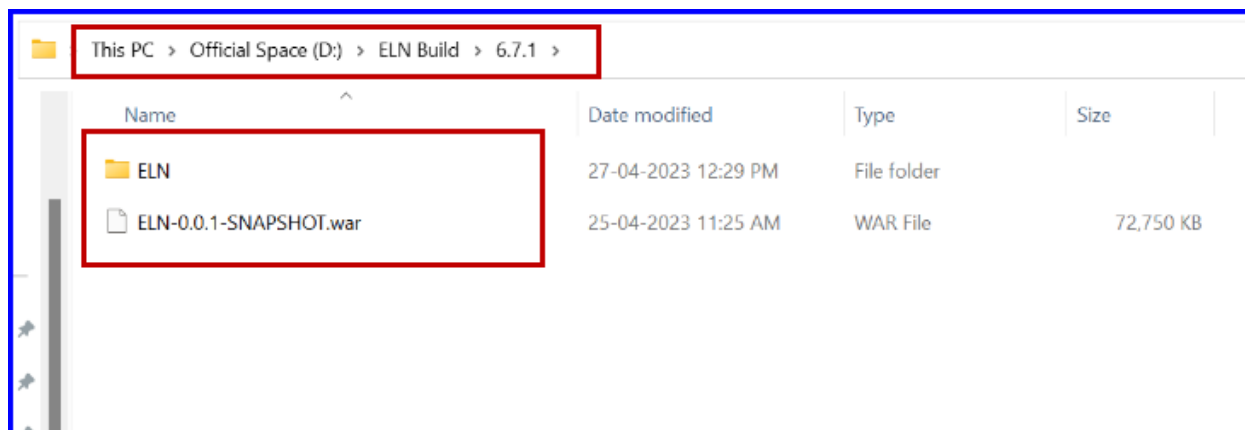 This PC > Official Space (D:) > ELN Build > 6.7.1 >
Name Date modified Type Size
ELN 27-04-2023 12:29 PM File folder
ELN-0.0.1-SNAPSHOT.war 25-04-2023 11:25 AM WAR File 72,750 KB